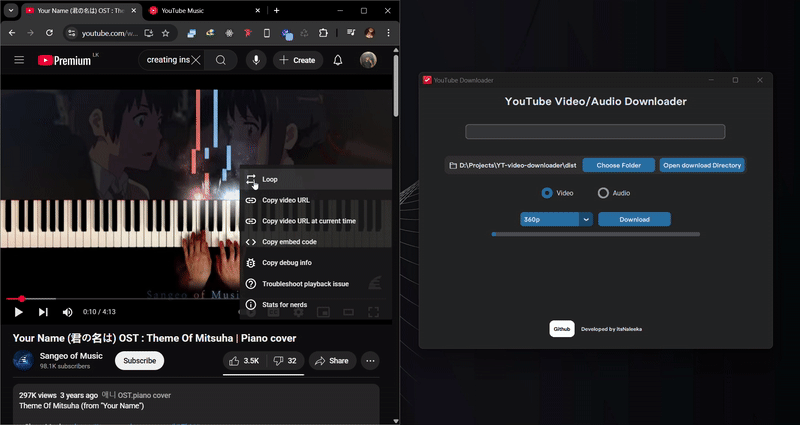 Your Name (君の名は) OST : Them
YouTube Music
youtube.com/w...
Premium LK
creating ins
Create
Loop
Copy video URL
Copy video URL at current time
Copy embed code
Copy debug info
Troubleshoot playback issue
Stats for nerds
Sangeo of Music
0:10 / 4:13
Your Name (君の名は) OST : Theme Of Mitsuha | Piano cover
Sangeo of Music
98.1K subscribers
Subscribe
3.5K
32
Share
297K views 3 years ago 애니 OST.piano cover
Theme Of Mitsuha (from "Your Name")
YouTube Downloader
YouTube Video/Audio Downloader
D:\Projects\YT-video-downloader\dist
Choose Folder
Open download Directory
Video
Audio
360p
Download
Github
Developed by ItsNaleeka